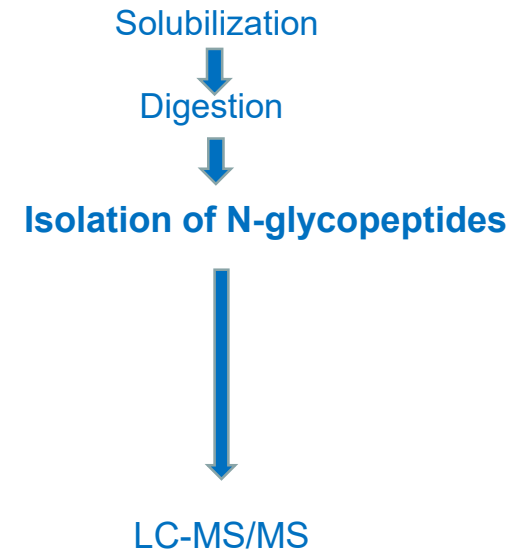 Solubilization
Digestion
Isolation of N-glycopeptides
LC-MS/MS